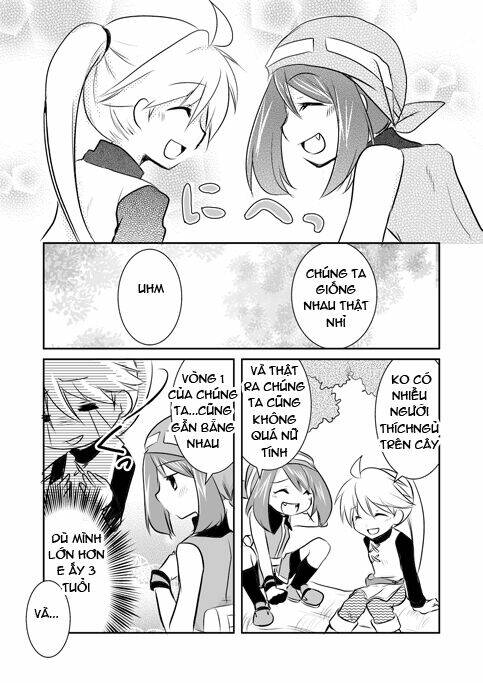 にへっ
CHÚNG TA
GIỐNG
NHAU THẬT
NHỈ
UHM
KO CÓ
NHIỀU
NGƯỜI
THÍCHNGỦ
TRÊN CÂY
VẢ THẬT
RA CHÚNG
TA CŨNG
KHÔNG
QUÁ NỮ
TÍNH
VÒNG 1
CỦA CHÚNG
TA...CŨNG
GẦN BẰNG
NHAU
DÙ MÌNH
LỚN HƠN
E ẤY 3
TUỔI
VẢ...